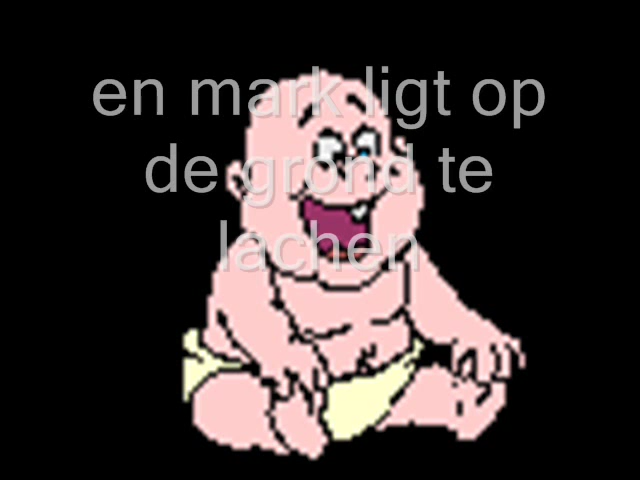 en mark ligt op
de grond te
lachen